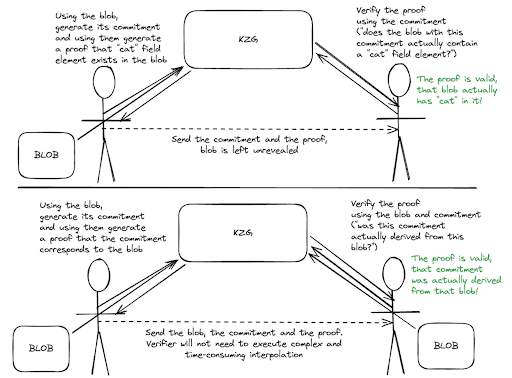 Using the blob,
generate its commitment
and using them generate
a proof that "cat" field
element exists in the blob
KZG
Verify the proof
using the commitment
("does the blob with this
commitment actually contain
a "cat" field element?")
The proof is valid,
that blob actually
has "cat" in it!
BLOB
Send the commitment and the proof,
blob is left unrevealed
Using the blob,
generate its commitment
and using them generate
a proof that the commitment
corresponds to the blob
KZG
Verify the proof
using the blob and commitment
("was this commitment
actually derived from this
blob?")
The proof is valid,
that commitment
was actually derived
from that blob!
BLOB
Send the blob, the commitment and the proof.
Verifier will not need to execute complex and
time-consuming interpolation
BLOB